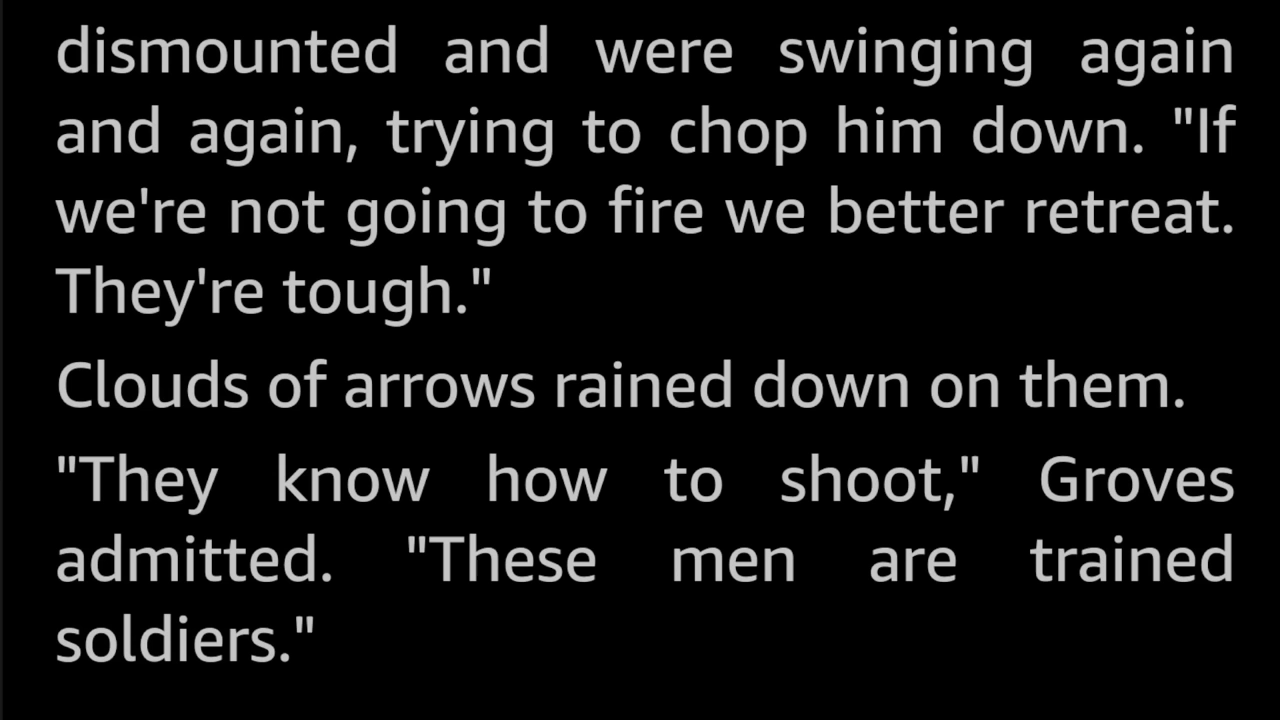 dismounted and were swinging again
and again, trying to chop him down. "If
we're not going to fire we better retreat.
They're tough."
Clouds of arrows rained down on them.
"They know how to shoot," Groves
admitted. "These men are trained
soldiers."